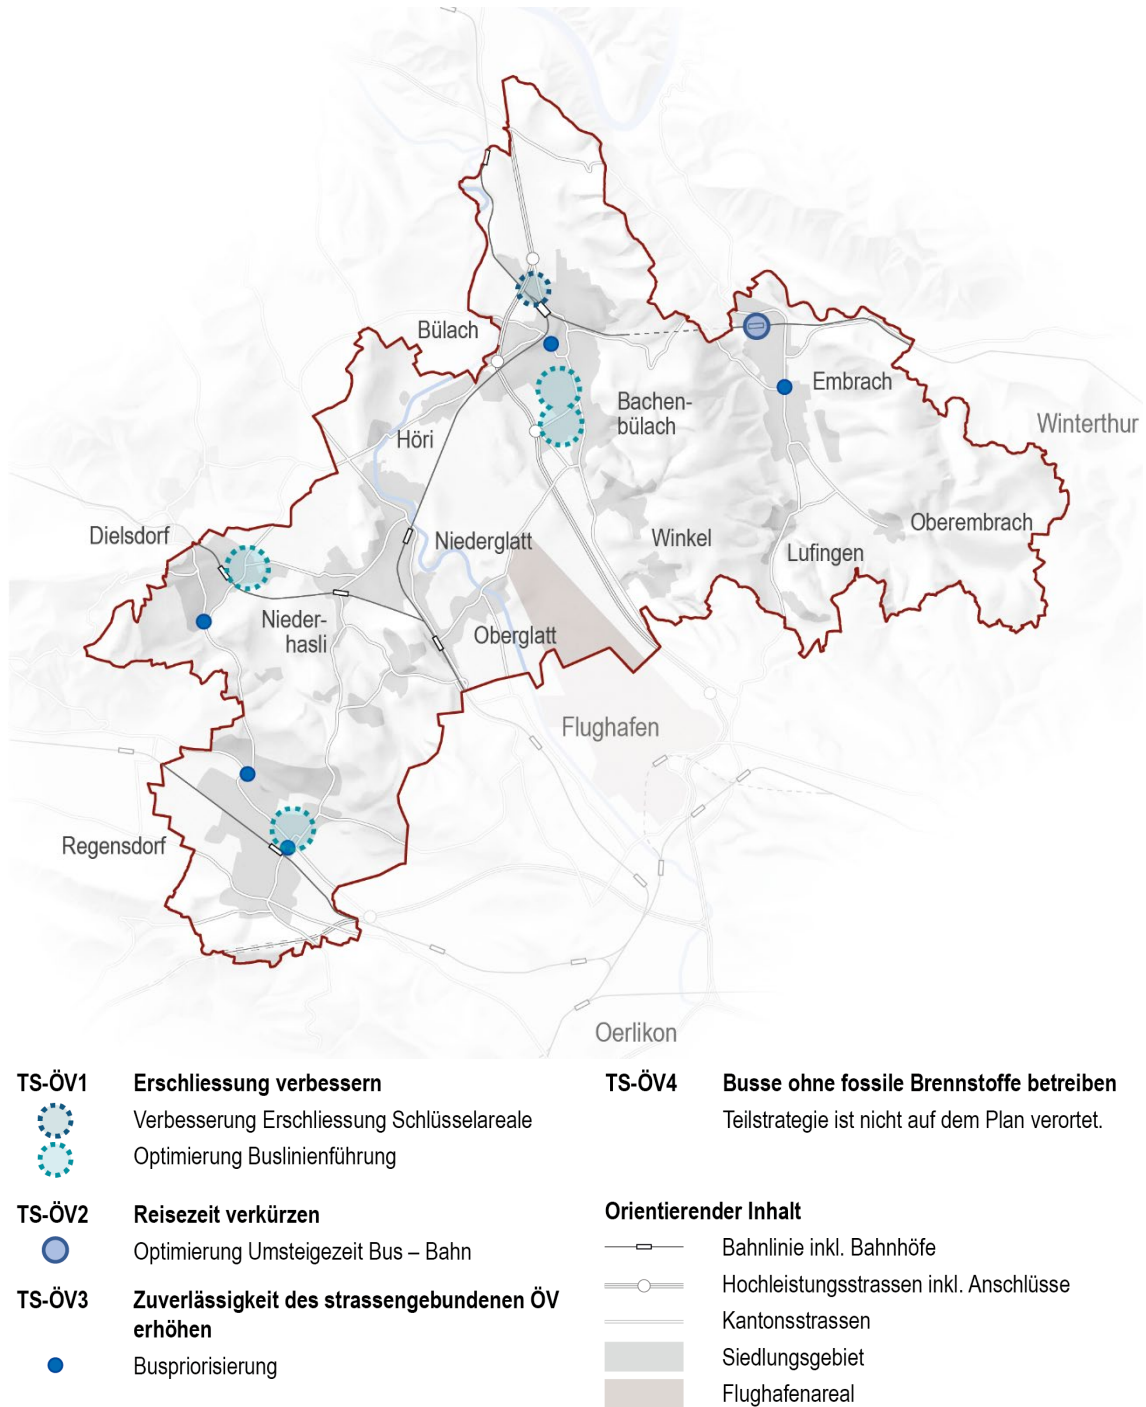 Bülach
Embrach
Bachen-
bülach
Winterthur
Höri
Oberembrach
Dielsdorf
Niederglatt
Winkel
Lufingen
Nieder-
hasli
Oberglatt
Flughafen
Regensdorf
Oerlikon
TS-ÖV1 Erschliessung verbessern
Verbesserung Erschliessung Schlüsselareale
Optimierung Buslinienführung
TS-ÖV2 Reisezeit verkürzen
Optimierung Umsteigezeit Bus – Bahn
TS-ÖV3 Zuverlässigkeit des strassengebundenen ÖV
erhöhen
Buspriorisierung
TS-ÖV4 Busse ohne fossile Brennstoffe betreiben
Teilstrategie ist nicht auf dem Plan verortet.
Orientierender Inhalt
Bahnlinie inkl. Bahnhöfe
Hochleistungsstrassen inkl. Anschlüsse
Kantonsstrassen
Siedlungsgebiet
Flughafenareal